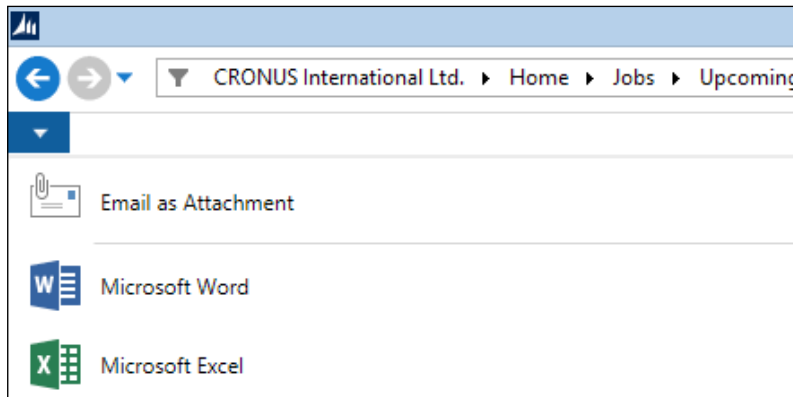 CRONUS International Ltd. ▸ Home ▸ Jobs ▸ Upcoming
Email as Attachment
Microsoft Word
Microsoft Excel